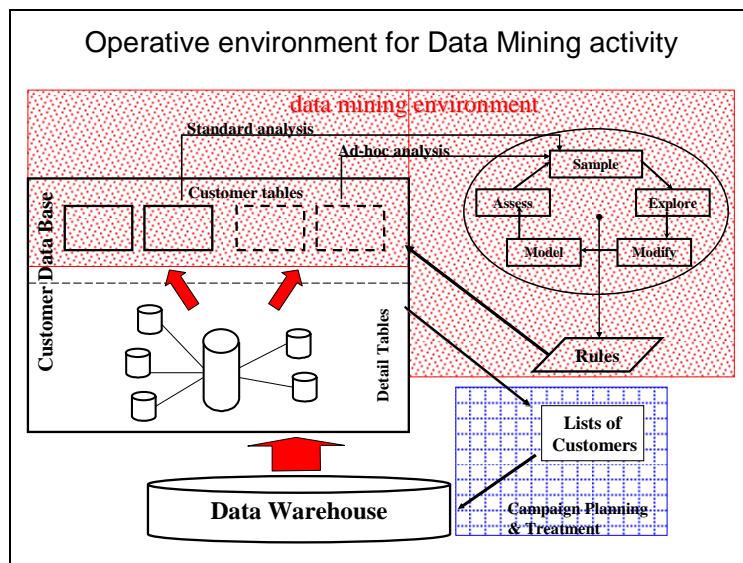 Operative environment for Data Mining activity
data mining environment
Standard analysis
Ad-hoc analysis
Sample
Customer tables
Assess
Explore
Model
Modify
Customer Data Base
Detail Tables
Rules
Lists of
Customers
Data Warehouse
Campaign Planning
& Treatment